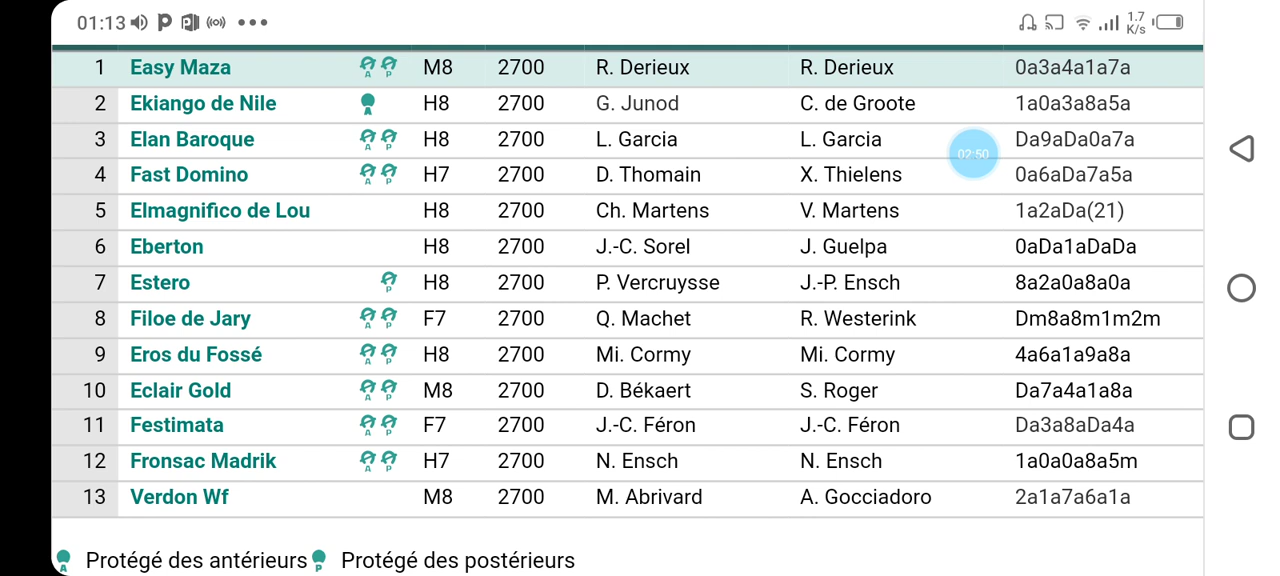 01:13 1.7 K/s
1 Easy Maza A P M8 2700 R. Derieux R. Derieux 0a3a4a1a7a
2 Ekiango de Nile A H8 2700 G. Junod C. de Groote 1a0a3a8a5a
3 Elan Baroque A P H8 2700 L. Garcia L. Garcia Da9aDa0a7a
02:50
4 Fast Domino A P H7 2700 D. Thomain X. Thielens 0a6aDa7a5a
5 Elmagnifico de Lou H8 2700 Ch. Martens V. Martens 1a2aDa(21)
6 Eberton H8 2700 J.-C. Sorel J. Guelpa 0aDa1aDaDa
7 Estero P H8 2700 P. Vercruysse J.-P. Ensch 8a2a0a8a0a
8 Filoe de Jary A P F7 2700 Q. Machet R. Westerink Dm8a8m1m2m
9 Eros du Fossé A P H8 2700 Mi. Cormy Mi. Cormy 4a6a1a9a8a
10 Eclair Gold A P M8 2700 D. Békaert S. Roger Da7a4a1a8a
11 Festimata A P F7 2700 J.-C. Féron J.-C. Féron Da3a8aDa4a
12 Fronsac Madrik A P H7 2700 N. Ensch N. Ensch 1a0a0a8a5m
13 Verdon Wf M8 2700 M. Abrivard A. Gocciadoro 2a1a7a6a1a
A Protégé des antérieurs P Protégé des postérieurs